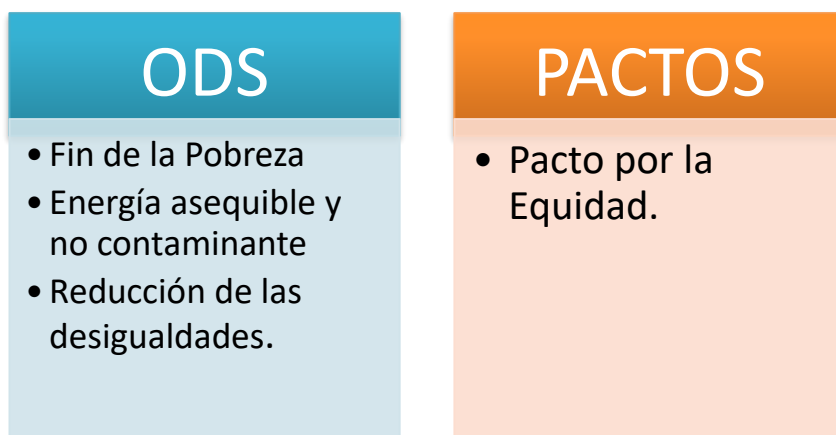 ODS
• Fin de la Pobreza
• Energía asequible y
no contaminante
• Reducción de las
desigualdades.
PACTOS
• Pacto por la
Equidad.